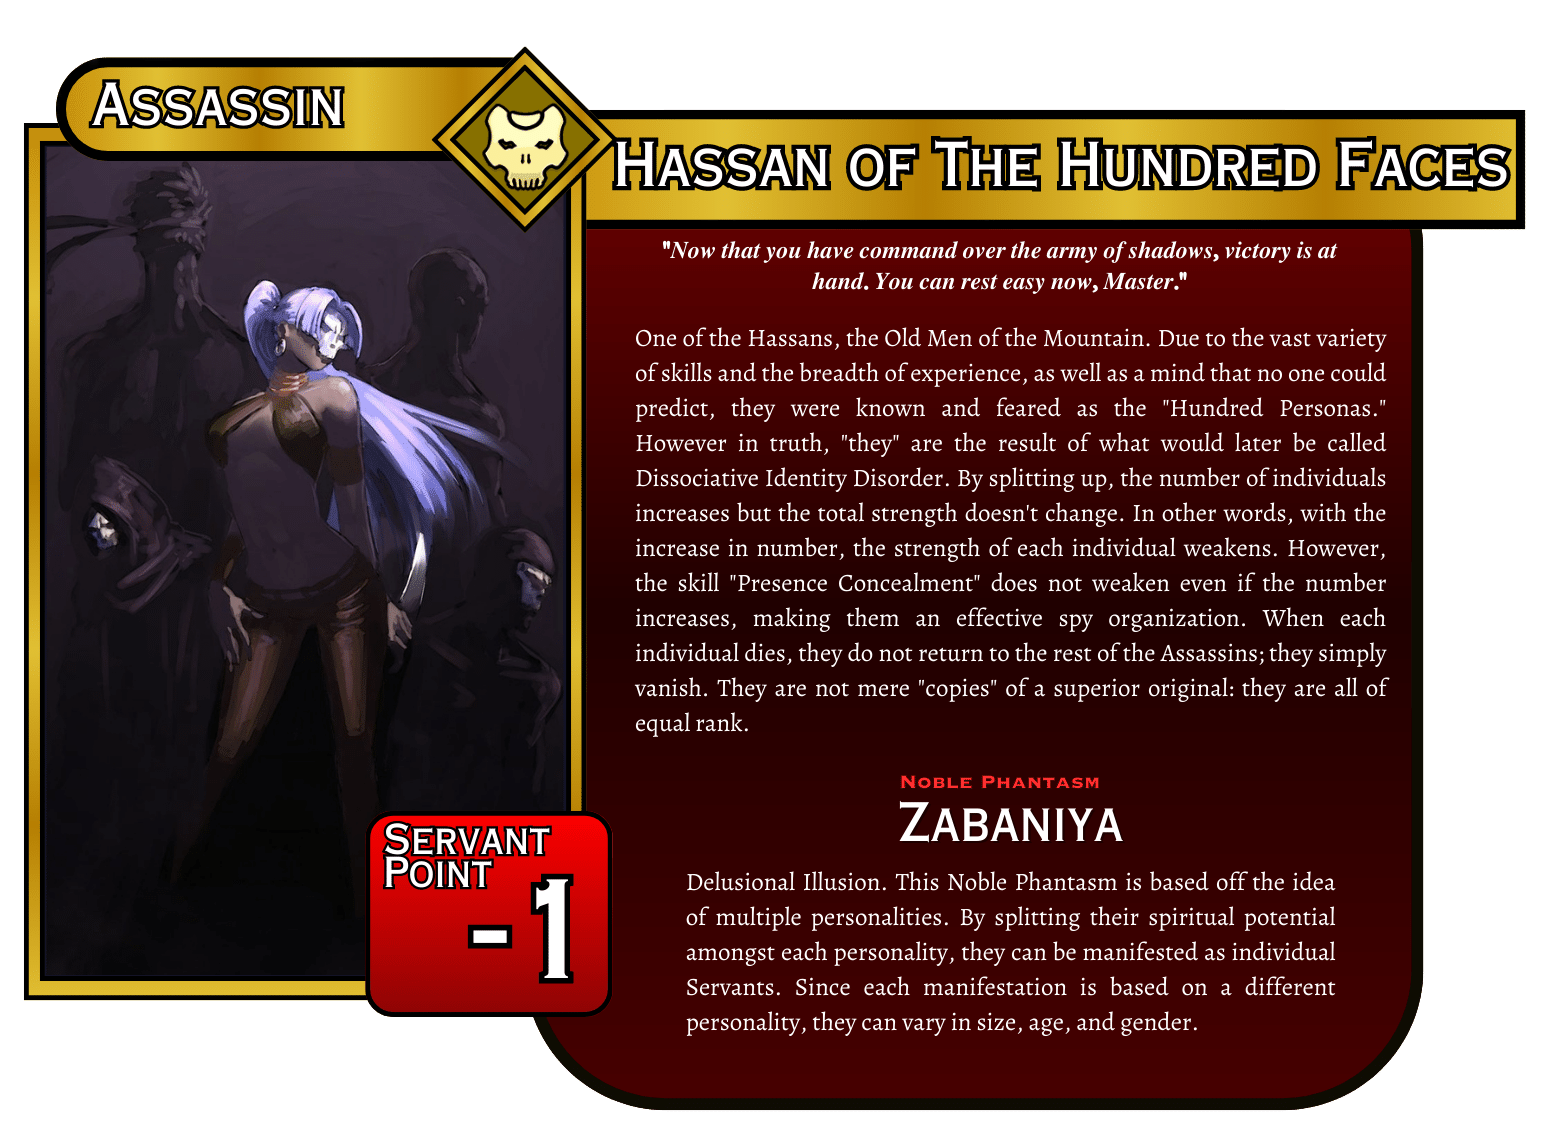 Assassin
Hassan of The Hundred Faces
"Now that you have command over the army of shadows, victory is at
hand. You can rest easy now, Master."
One of the Hassans, the Old Men of the Mountain. Due to the vast variety
of skills and the breadth of experience, as well as a mind that no one could
predict, they were known and feared as the "Hundred Personas."
However in truth, "they" are the result of what would later be called
Dissociative Identity Disorder. By splitting up, the number of individuals
increases but the total strength doesn't change. In other words, with the
increase in number, the strength of each individual weakens. However,
the skill "Presence Concealment" does not weaken even if the number
increases, making them an effective spy organization. When each
individual dies, they do not return to the rest of the Assassins; they simply
vanish. They are not mere "copies" of a superior original: they are all of
equal rank.
Noble Phantasm
Zabaniya
Delusional Illusion. This Noble Phantasm is based off the idea
of multiple personalities. By splitting their spiritual potential
amongst each personality, they can be manifested as individual
Servants. Since each manifestation is based on a different
personality, they can vary in size, age, and gender.
Servant
Point
-1